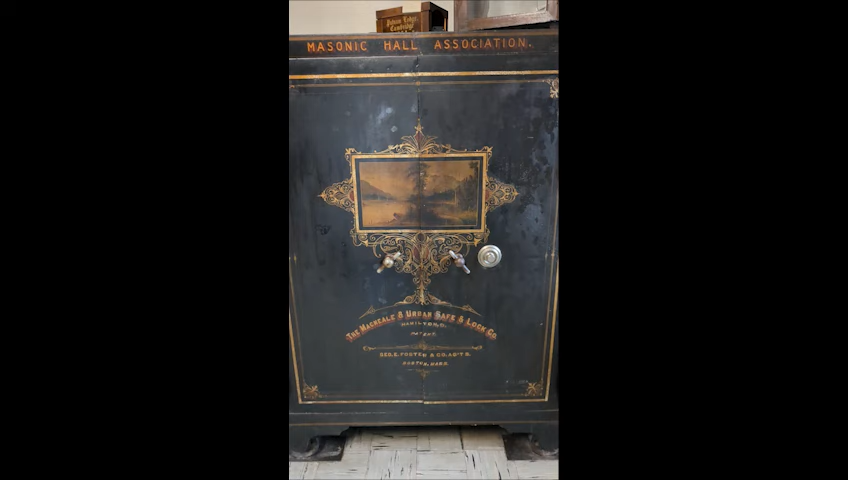 MASONIC HALL ASSOCIATION.
THE MACNEALE & URBAN SAFE & LOCK CO
HAMILTON, O.
GEO. E. FOSTER & CO. AG'TS.
BOSTON, MASS.